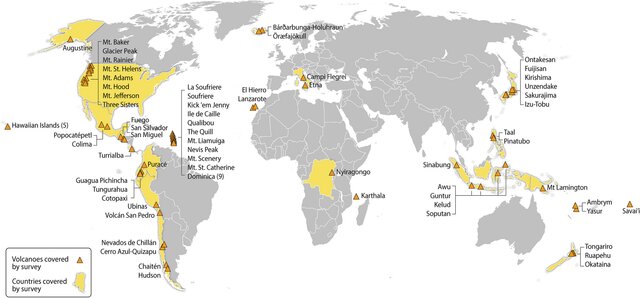 Augustine
Mt. Baker
Glacier Peak
Mt. Rainier
Mt. St. Helens
Mt. Adams
Mt. Hood
Mt. Jefferson
Three Sisters
Hawaiian Islands (5)
Popocatépetl
Colima
Fuego
San Salvador
San Miguel
Turrialba
La Soufriere
Soufriere
Kick 'em Jenny
Ile de Caille
Qualibou
The Quill
Mt. Liamuiga
Nevis Peak
Mt. Scenery
Mt. St. Catherine
Dominica (9)
Puracé
Guagua Pichincha
Tungurahua
Cotopaxi
Ubinas
Volcán San Pedro
Nevados de Chillán
Cerro Azul-Quizapu
Chaitén
Hudson
Bárðarbunga-Holuhraun
Öræfajökull
Campi Flegrei
Etna
El Hierro
Lanzarote
Nyiragongo
Karthala
Ontakesan
Fujisan
Kirishima
Unzendake
Sakurajima
Izu-Tobu
Taal
Pinatubo
Sinabung
Awu
Guntur
Kelud
Soputan
Mt Lamington
Ambrym
Yasur
Savai'i
Tongariro
Ruapehu
Okataina
Volcanoes covered
by survey
Countries covered
by survey